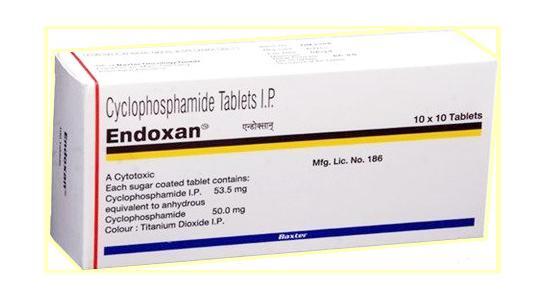 Cyclophosphamide Tablets I.P.
Endoxan® एन्डोक्सान्
10 x 10 Tablets
Mfg. Lic. No. 186
A Cytotoxic
Each sugar coated tablet contains:
Cyclophosphamide I.P. 53.5 mg
equivalent to anhydrous
Cyclophosphamide 50.0 mg
Colour : Titanium Dioxide I.P.
Baxter
Endoxan®